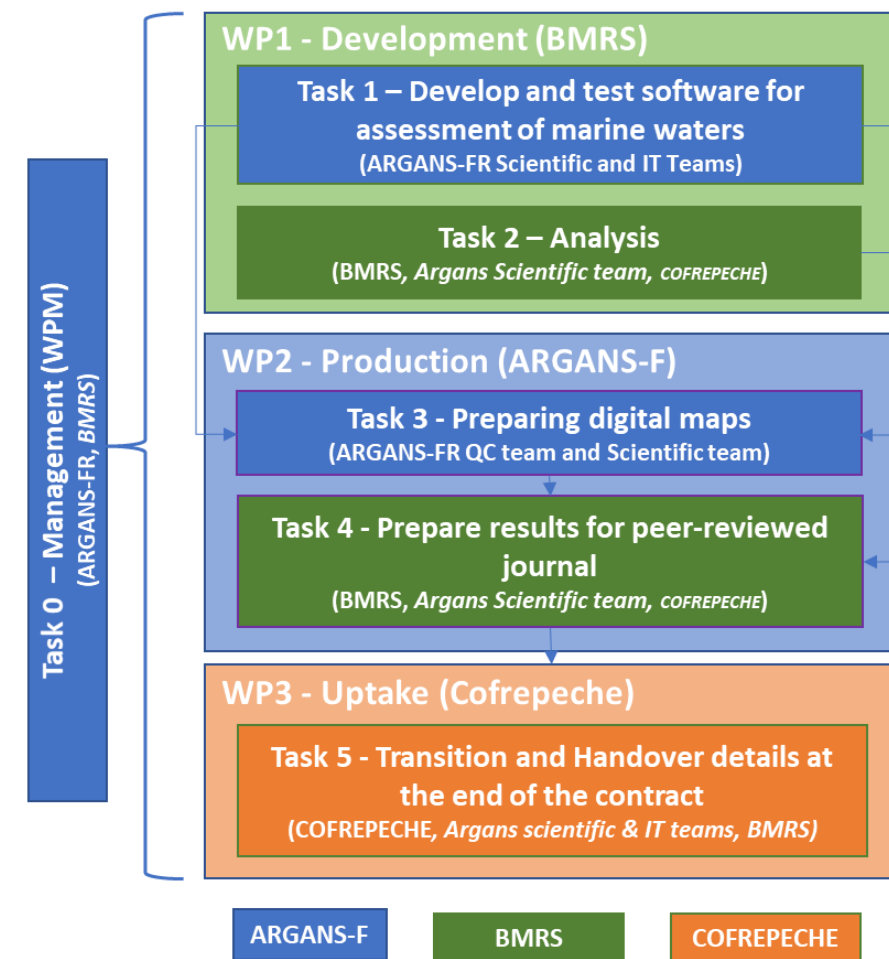 WP1 - Development (BMRS)
Task 1 – Develop and test software for
assessment of marine waters
(ARGANS-FR Scientific and IT Teams)
Task 2 – Analysis
(BMRS, Argans Scientific team, COFREPECHE)
Task 0 – Management (WPM)
(ARGANS-FR, BMRS)
WP2 - Production (ARGANS-F)
Task 3 - Preparing digital maps
(ARGANS-FR QC team and Scientific team)
Task 4 - Prepare results for peer-reviewed
journal
(BMRS, Argans Scientific team, COFREPECHE)
WP3 - Uptake (Cofrepeche)
Task 5 - Transition and Handover details at
the end of the contract
(COFREPECHE, Argans scientific & IT teams, BMRS)
ARGANS-F
BMRS
COFREPECHE